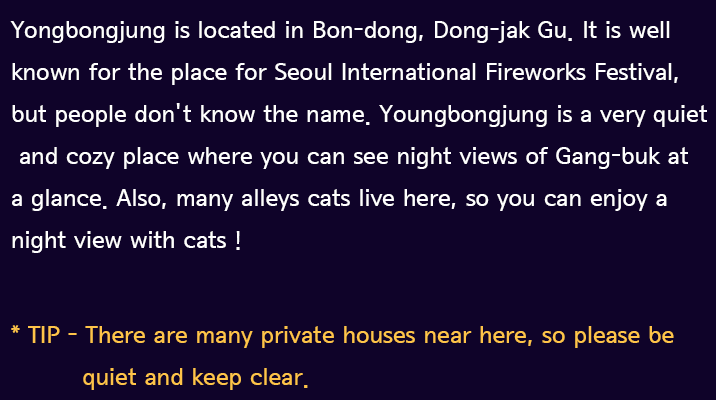 Yongbongjung is located in Bon-dong, Dong-jak Gu. It is well
known for the place for Seoul International Fireworks Festival,
but people don't know the name. Youngbongjung is a very quiet
and cozy place where you can see night views of Gang-buk at
a glance. Also, many alleys cats live here, so you can enjoy a
night view with cats !
* TIP - There are many private houses near here, so please be
quiet and keep clear.